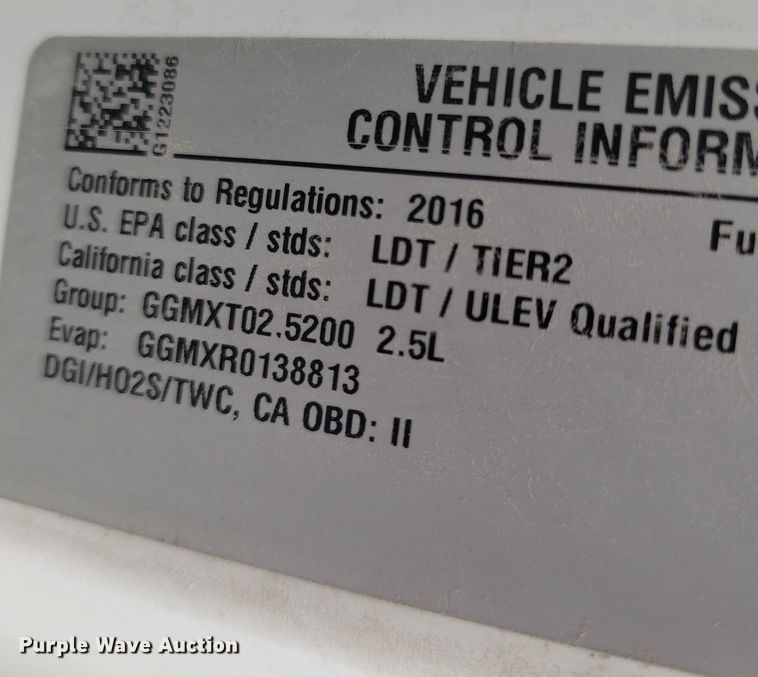 G1223086
VEHICLE EMISS
CONTROL INFORM
Conforms to Regulations: 2016 Fu
U.S. EPA class / stds: LDT / TIER2
California class / stds: LDT / ULEV Qualified
Group: GGMXT02.5200 2.5L
Evap: GGMXR0138813
DGI/HO2S/TWC, CA OBD: II
Purple Wave Auction